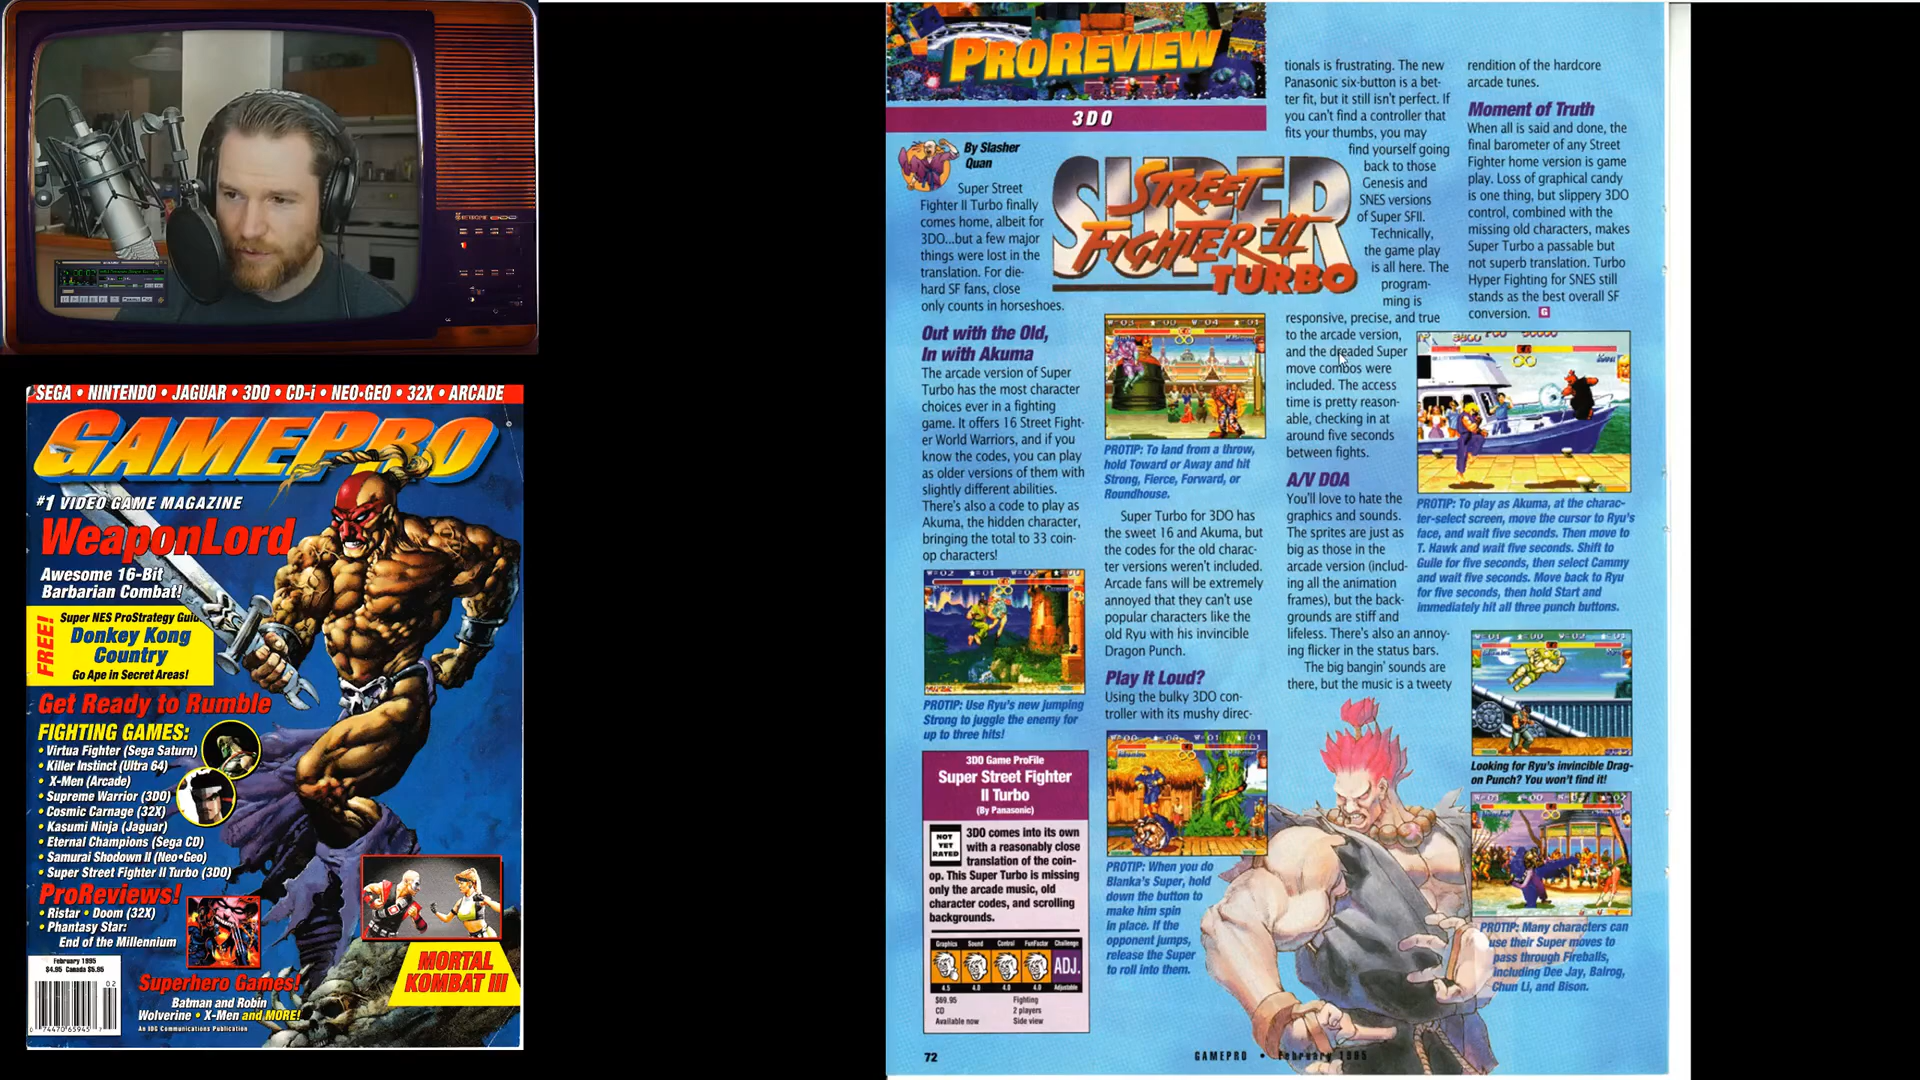 SEGA • NINTENDO • JAGUAR • 3DO • CD-i • NEO•GEO • 32X • ARCADE
GAMEPRO
#1 VIDEO GAME MAGAZINE
WeaponLord
Awesome 16-Bit
Barbarian Combat!
FREE!
Super NES ProStrategy Guide
Donkey Kong
Country
Go Ape in Secret Areas!
Get Ready to Rumble
FIGHTING GAMES:
• Virtua Fighter (Sega Saturn)
• Killer Instinct (Ultra 64)
• X-Men (Arcade)
• Supreme Warrior (3DO)
• Cosmic Carnage (32X)
• Kasumi Ninja (Jaguar)
• Eternal Champions (Sega CD)
• Samurai Shodown II (Neo•Geo)
• Super Street Fighter II Turbo (3DO)
ProReviews!
• Ristar • Doom (32X)
• Phantasy Star:
End of the Millennium
February 1995
$4.95 Canada $5.95
02
0 74470 65945 7
Superhero Games!
Batman and Robin
Wolverine • X-Men and MORE!
An IDG Communications Publication
MORTAL
KOMBAT III
PROREVIEW
3DO
By Slasher
Quan
SUPER
STREET
FIGHTER II
TURBO
Super Street
Fighter II Turbo finally
comes home, albeit for
3DO...but a few major
things were lost in the
translation. For die-
hard SF fans, close
only counts in horseshoes.
Out with the Old,
In with Akuma
The arcade version of Super
Turbo has the most character
choices ever in a fighting
game. It offers 16 Street Fight-
er World Warriors, and if you
know the codes, you can play
as older versions of them with
slightly different abilities.
There's also a code to play as
Akuma, the hidden character,
bringing the total to 33 coin-
op characters!
PROTIP: Use Ryu's new jumping
Strong to juggle the enemy for
up to three hits!
3DO Game ProFile
Super Street Fighter
II Turbo
(By Panasonic)
NOT
YET
RATED
3DO comes into its own
with a reasonably close
translation of the coin-
op. This Super Turbo is missing
only the arcade music, old
character codes, and scrolling
backgrounds.
Graphics Sound Control FunFactor Challenge
ADJ.
4.5 4.0 4.0 4.0 Adjustable
$69.95 Fighting
CD 2 players
Available now Side view
72
PROTIP: To land from a throw,
hold Toward or Away and hit
Strong, Fierce, Forward, or
Roundhouse.
Super Turbo for 3DO has
the sweet 16 and Akuma, but
the codes for the old charac-
ter versions weren't included.
Arcade fans will be extremely
annoyed that they can't use
popular characters like the
old Ryu with his invincible
Dragon Punch.
Play It Loud?
Using the bulky 3DO con-
troller with its mushy direc-
PROTIP: When you do
Blanka's Super, hold
down the button to
make him spin
in place. If the
opponent jumps,
release the Super
to roll into them.
GAMEPRO • February 1995
tionals is frustrating. The new
Panasonic six-button is a bet-
ter fit, but it still isn't perfect. If
you can't find a controller that
fits your thumbs, you may
find yourself going
back to those
Genesis and
SNES versions
of Super SFII.
Technically,
the game play
is all here. The
program-
ming is
responsive, precise, and true
to the arcade version,
and the dreaded Super
move combos were
included. The access
time is pretty reason-
able, checking in at
around five seconds
between fights.
A/V DOA
You'll love to hate the
graphics and sounds.
The sprites are just as
big as those in the
arcade version (includ-
ing all the animation
frames), but the back-
grounds are stiff and
lifeless. There's also an annoy-
ing flicker in the status bars.
The big bangin' sounds are
there, but the music is a tweety
rendition of the hardcore
arcade tunes.
Moment of Truth
When all is said and done, the
final barometer of any Street
Fighter home version is game
play. Loss of graphical candy
is one thing, but slippery 3DO
control, combined with the
missing old characters, makes
Super Turbo a passable but
not superb translation. Turbo
Hyper Fighting for SNES still
stands as the best overall SF
conversion. G
PROTIP: To play as Akuma, at the charac-
ter-select screen, move the cursor to Ryu's
face, and wait five seconds. Then move to
T. Hawk and wait five seconds. Shift to
Guile for five seconds, then select Cammy
and wait five seconds. Move back to Ryu
for five seconds, then hold Start and
immediately hit all three punch buttons.
Looking for Ryu's invincible Drag-
on Punch? You won't find it!
PROTIP: Many characters can
use their Super moves to
pass through Fireballs,
including Dee Jay, Balrog,
Chun Li, and Bison.